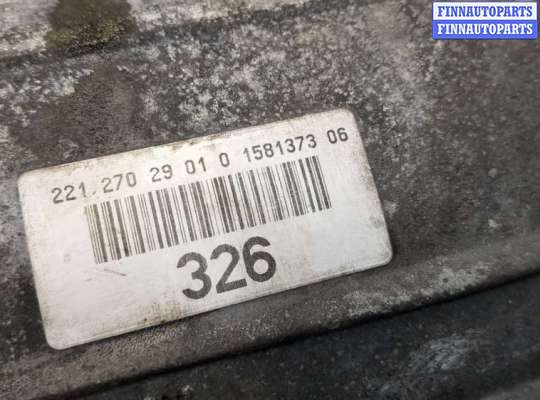 FINNAUTOPARTS
FINNAUTOPARTS
221.270 29 01 0 1581373 06
326